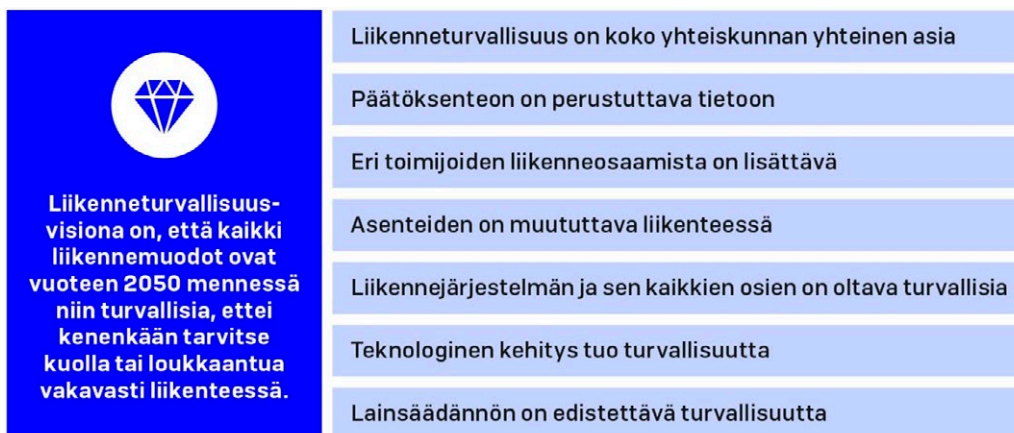 Liikenneturvallisuus-
visiona on, että kaikki
liikennemuodot ovat
vuoteen 2050 mennessä
niin turvallisia, ettei
kenenkään tarvitse
kuolla tai loukkaantua
vakavasti liikenteessä.
Liikenneturvallisuus on koko yhteiskunnan yhteinen asia
Päätöksenteon on perustuttava tietoon
Eri toimijoiden liikenneosaamista on lisättävä
Asenteiden on muututtava liikenteessä
Liikennejärjestelmän ja sen kaikkien osien on oltava turvallisia
Teknologinen kehitys tuo turvallisuutta
Lainsäädännön on edistettävä turvallisuutta